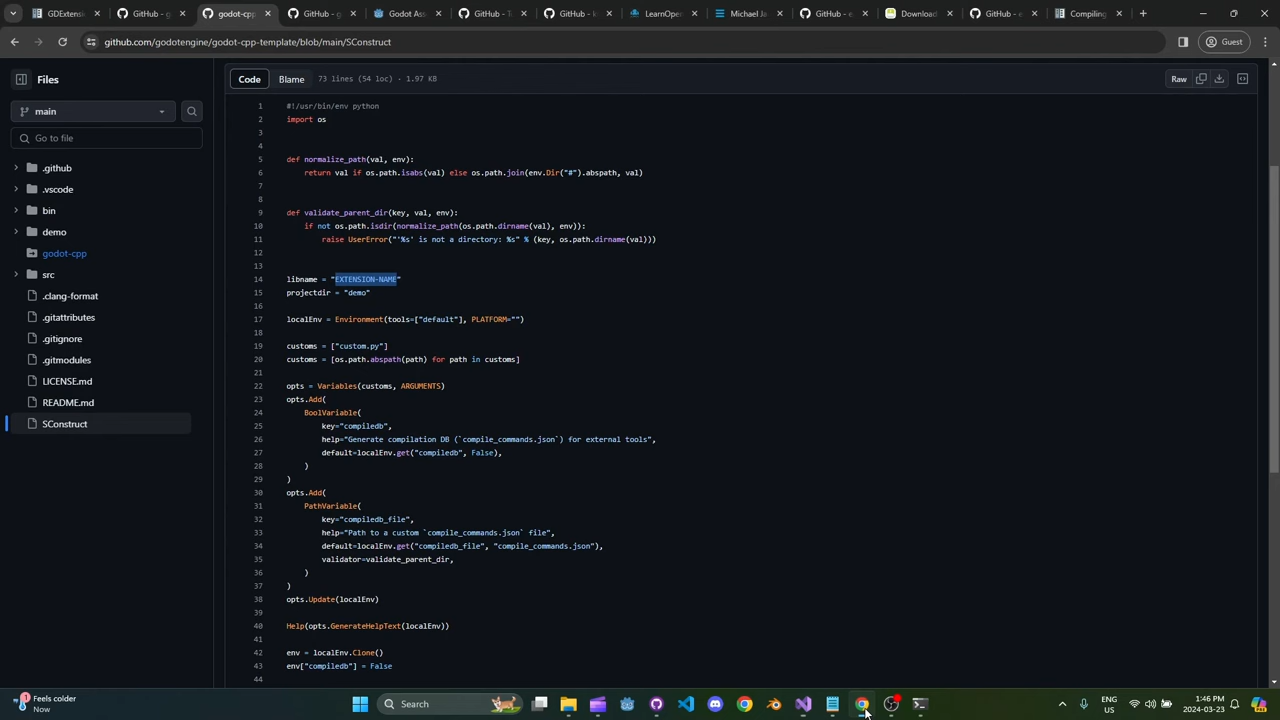 GDExten
GitHub - g
godot-cpp
GitHub - g
Godot Ass
GitHub - Tu
GitHub - k
LearnOpen
Michael Ja
GitHub - e
Download
GitHub - e
Compiling
github.com/godotengine/godot-cpp-template/blob/main/SConstruct
Guest
Files
main
Go to file
.github
.vscode
bin
demo
godot-cpp
src
.clang-format
.gitattributes
.gitignore
.gitmodules
LICENSE.md
README.md
SConstruct
Code Blame 73 lines (54 loc) · 1.97 KB
Raw
1 #!/usr/bin/env python
2 import os
3
4
5 def normalize_path(val, env):
6 return val if os.path.isabs(val) else os.path.join(env.Dir("#").abspath, val)
7
8
9 def validate_parent_dir(key, val, env):
10 if not os.path.isdir(normalize_path(os.path.dirname(val), env)):
11 raise UserError("'%s' is not a directory: %s" % (key, os.path.dirname(val)))
12
13
14 libname = "EXTENSION-NAME"
15 projectdir = "demo"
16
17 localEnv = Environment(tools=["default"], PLATFORM="")
18
19 customs = ["custom.py"]
20 customs = [os.path.abspath(path) for path in customs]
21
22 opts = Variables(customs, ARGUMENTS)
23 opts.Add(
24 BoolVariable(
25 key="compiledb",
26 help="Generate compilation DB (`compile_commands.json`) for external tools",
27 default=localEnv.get("compiledb", False),
28 )
29 )
30 opts.Add(
31 PathVariable(
32 key="compiledb_file",
33 help="Path to a custom `compile_commands.json` file",
34 default=localEnv.get("compiledb_file", "compile_commands.json"),
35 validator=validate_parent_dir,
36 )
37 )
38 opts.Update(localEnv)
39
40 Help(opts.GenerateHelpText(localEnv))
41
42 env = localEnv.Clone()
43 env["compiledb"] = False
44
1
Feels colder
Now
Search
ENG
US
1:46 PM
2024-03-23